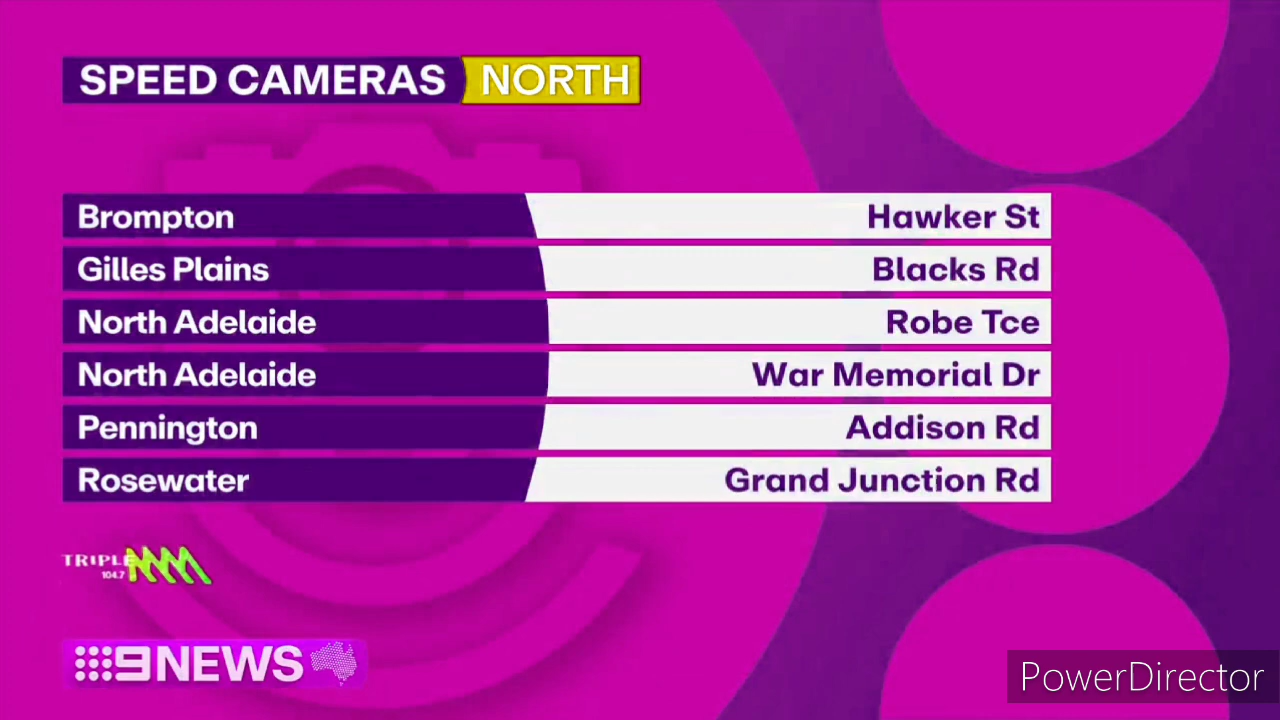 SPEED CAMERAS NORTH
Brompton Hawker St
Gilles Plains Blacks Rd
North Adelaide Robe Tce
North Adelaide War Memorial Dr
Pennington Addison Rd
Rosewater Grand Junction Rd
TRIPLE MMM
104.7
9NEWS
PowerDirector